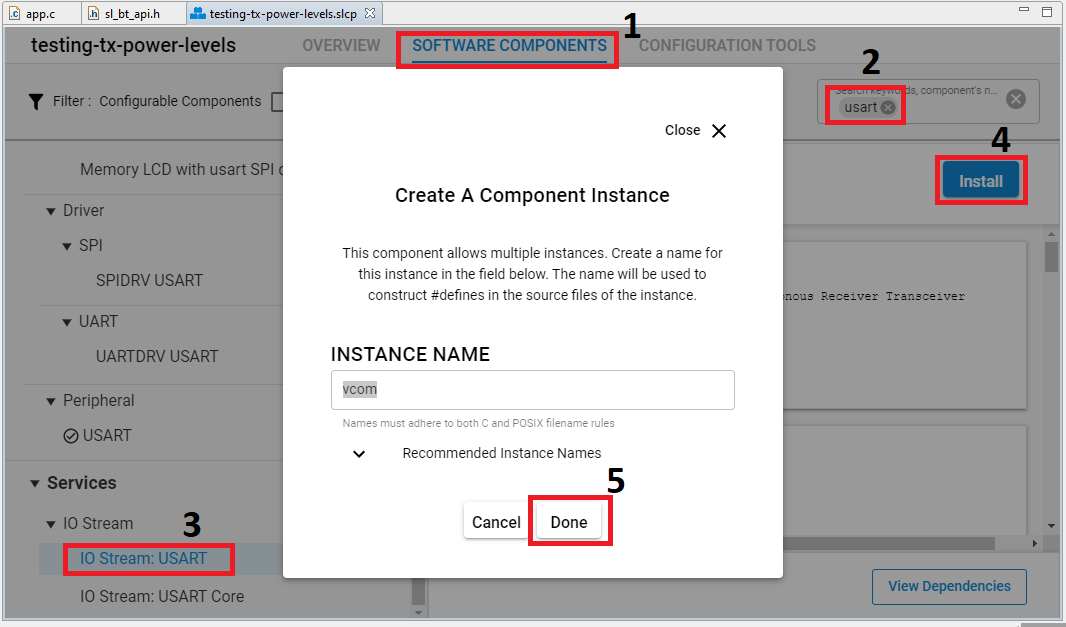 app.c
sl_bt_api.h
testing-tx-power-levels.slcp
testing-tx-power-levels
OVERVIEW
SOFTWARE COMPONENTS
1
CONFIGURATION TOOLS
2
Filter : Configurable Components
Search keywords, component's n...
usart
4
Install
Memory LCD with usart SPI
Driver
SPI
SPIDRV USART
UART
UARTDRV USART
Peripheral
USART
Services
IO Stream
3
IO Stream: USART
IO Stream: USART Core
Close
Create A Component Instance
This component allows multiple instances. Create a name for
this instance in the field below. The name will be used to
construct #defines in the source files of the instance.
INSTANCE NAME
vcom
Names must adhere to both C and POSIX filename rules
Recommended Instance Names
5
Cancel
Done
nous Receiver Transceiver
View Dependencies